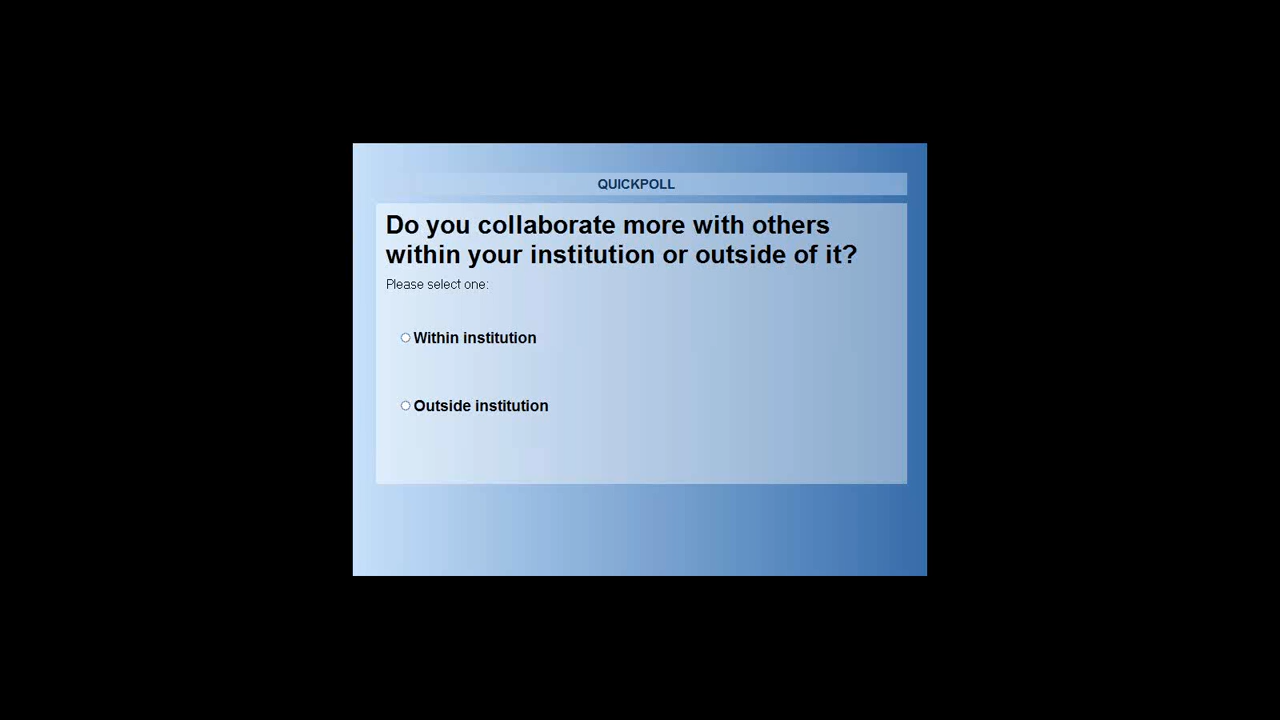 QUICKPOLL
Do you collaborate more with others
within your institution or outside of it?
Please select one:
Within institution
Outside institution